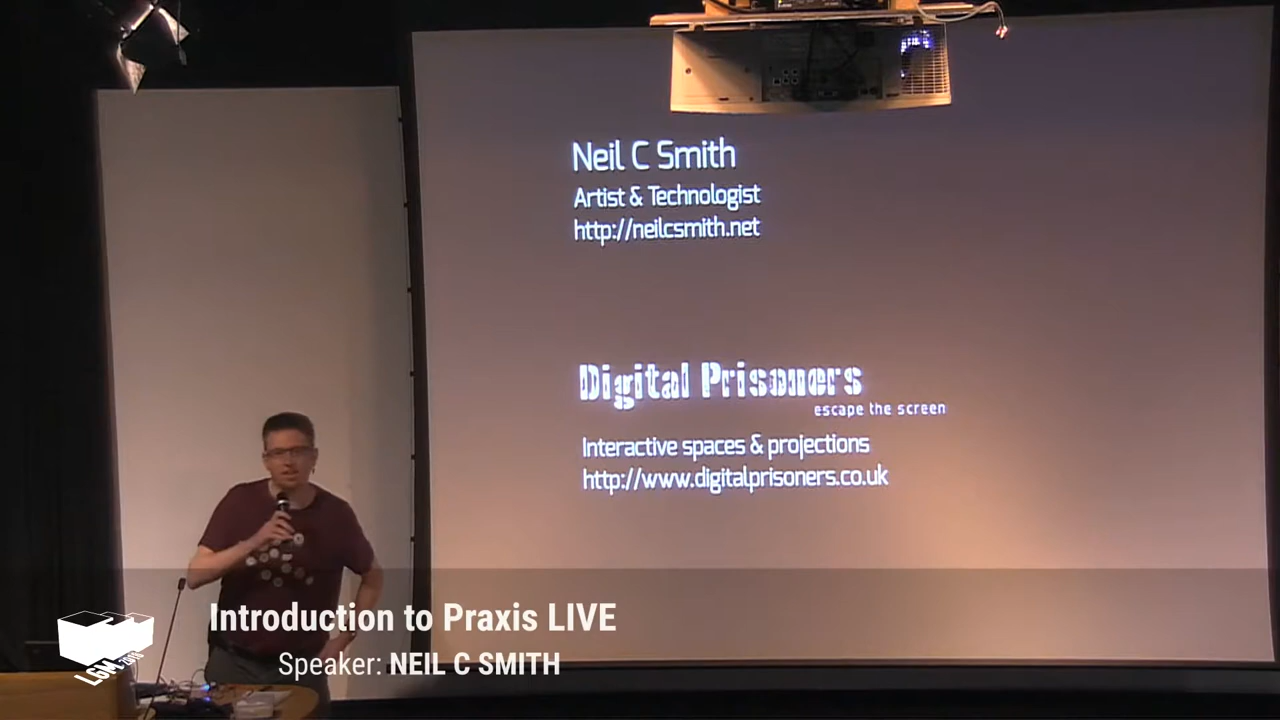 Neil C Smith
Artist & Technologist
http://neilcsmith.net
Digital Prisoners
escape the screen
Interactive spaces & projections
http://www.digitalprisoners.co.uk
Introduction to Praxis LIVE
Speaker: NEIL C SMITH
LGM